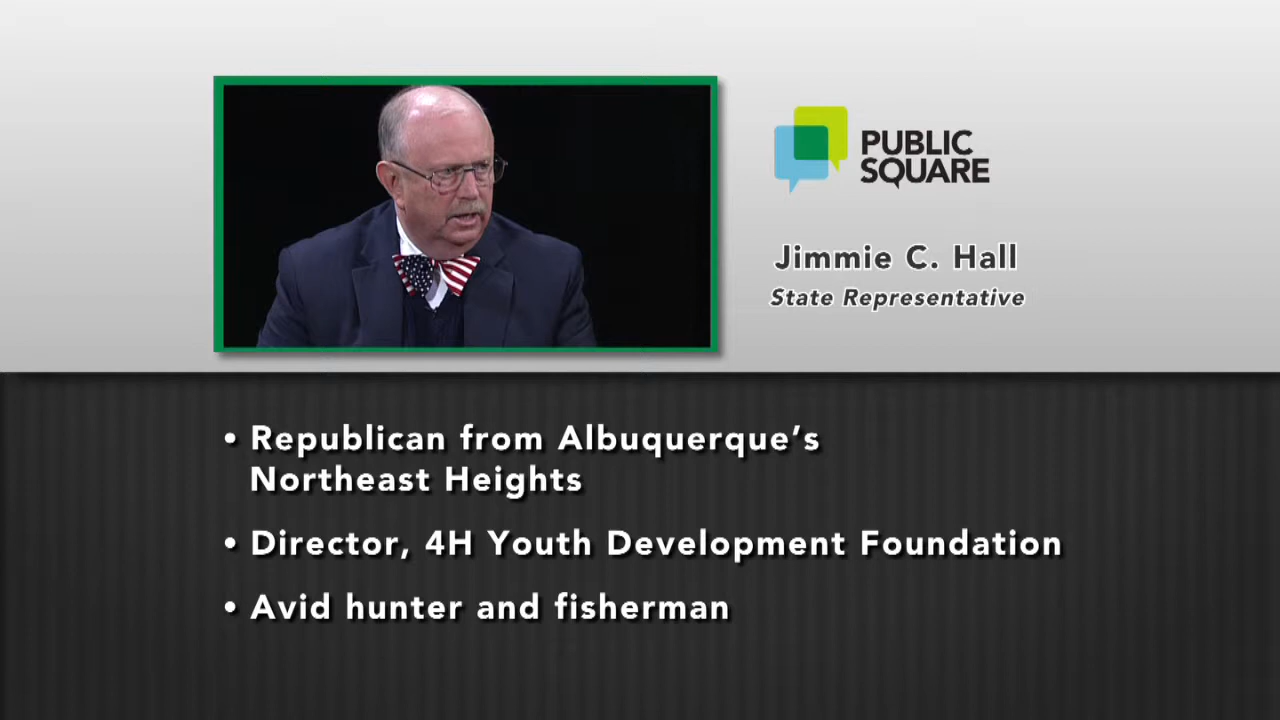 PUBLIC
SQUARE
Jimmie C. Hall
State Representative
• Republican from Albuquerque’s
Northeast Heights
• Director, 4H Youth Development Foundation
• Avid hunter and fisherman